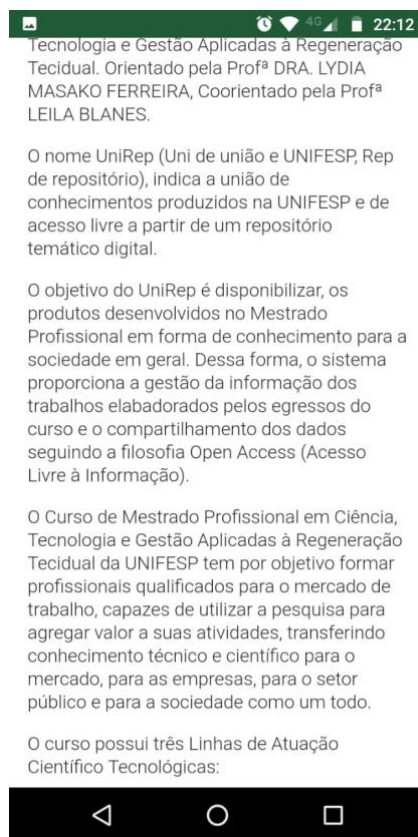 4G 22:12
Tecnologia e Gestão Aplicadas à Regeneração
Tecidual. Orientado pela Profª DRA. LYDIA
MASAKO FERREIRA, Coorientado pela Profª
LEILA BLANES.
O nome UniRep (Uni de união e UNIFESP, Rep
de repositório), indica a união de
conhecimentos produzidos na UNIFESP e de
acesso livre a partir de um repositório
temático digital.
O objetivo do UniRep é disponibilizar, os
produtos desenvolvidos no Mestrado
Profissional em forma de conhecimento para a
sociedade em geral. Dessa forma, o sistema
proporciona a gestão da informação dos
trabalhos elabadorados pelos egressos do
curso e o compartilhamento dos dados
seguindo a filosofia Open Access (Acesso
Livre à Informação).
O Curso de Mestrado Profissional em Ciência,
Tecnologia e Gestão Aplicadas à Regeneração
Tecidual da UNIFESP tem por objetivo formar
profissionais qualificados para o mercado de
trabalho, capazes de utilizar a pesquisa para
agregar valor a suas atividades, transferindo
conhecimento técnico e científico para o
mercado, para as empresas, para o setor
público e para a sociedade como um todo.
O curso possui três Linhas de Atuação
Científico Tecnológicas: